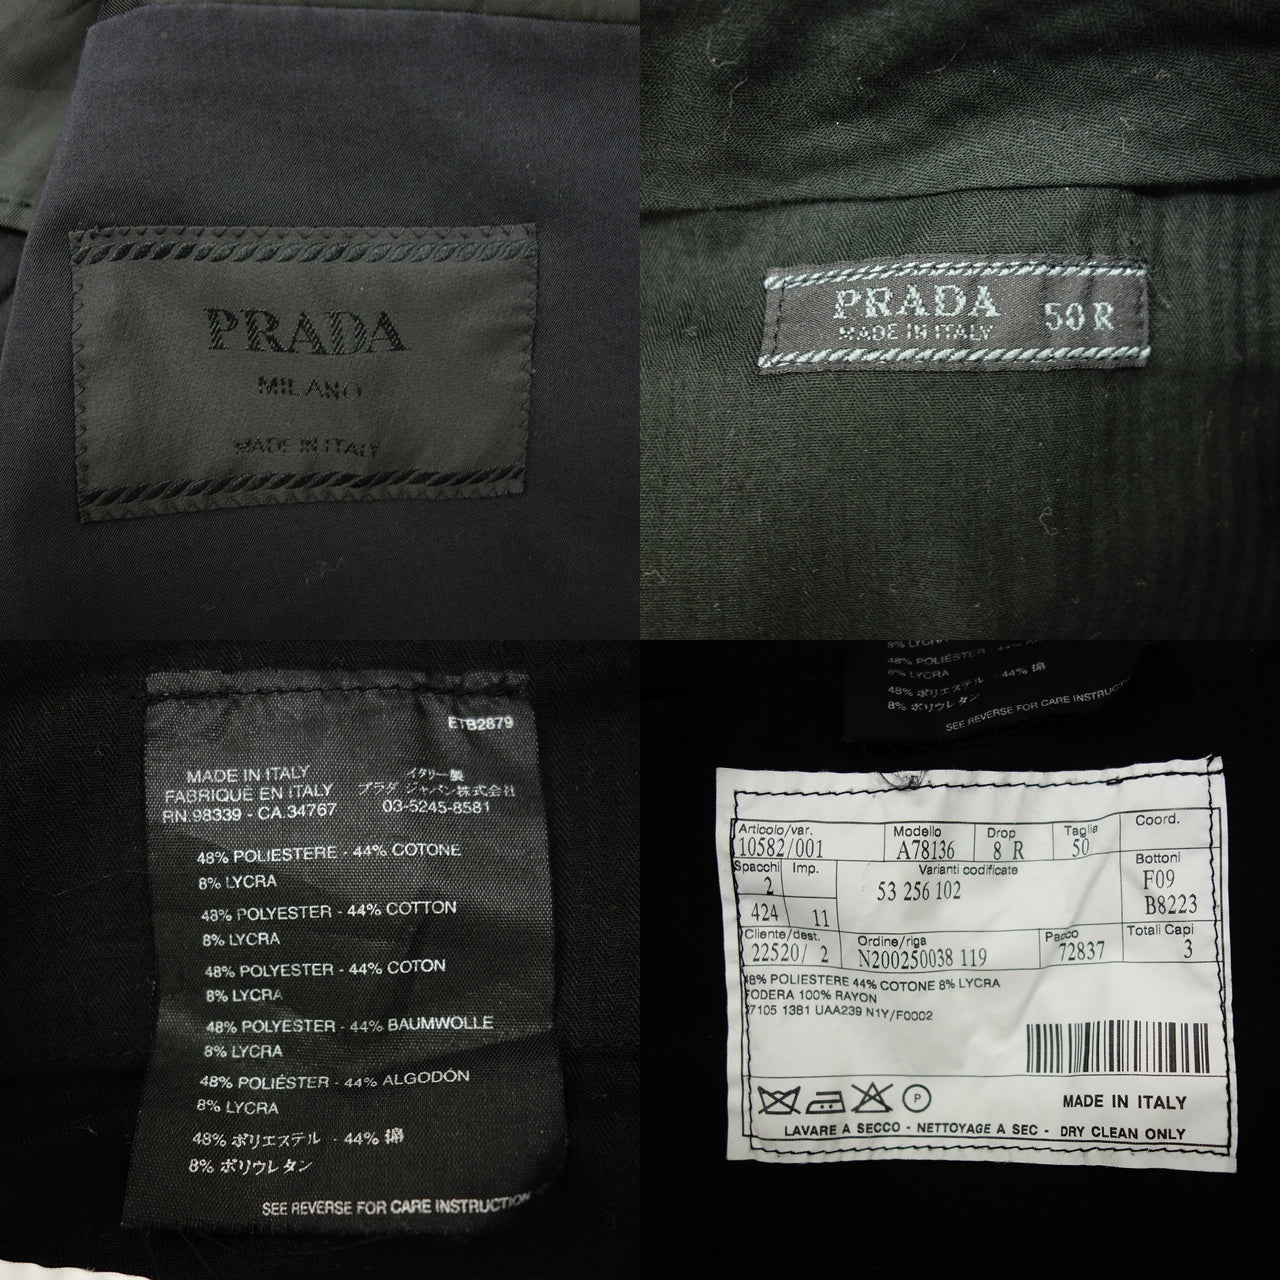 PRADA
MILANO
MADE IN ITALY
PRADA
MADE IN ITALY
50 R
ETB2879
MADE IN ITALY
FABRIQUE EN ITALY
RN.98339 - CA.34767
イタリー製
プラダ ジャパン株式会社
03-5245-8581
48% POLIESTERE - 44% COTONE
8% LYCRA
48% POLYESTER - 44% COTTON
8% LYCRA
48% POLYESTER - 44% COTON
8% LYCRA
48% POLYESTER - 44% BAUMWOLLE
8% LYCRA
48% POLIÉSTER - 44% ALGODÓN
8% LYCRA
48% ポリエステル - 44% 綿
8% ポリウレタン
SEE REVERSE FOR CARE INSTRUCTION
8% LYCRA
48% POLIÉSTER - 44%
8% LYCRA
48% ポリエステル - 44% 綿
8% ポリウレタン
SEE REVERSE FOR CARE INSTRUC
Articolo/var. Modello Drop Taglia Coord.
10582/001 A78136 8 R 50
Spacchi Imp. Varianti codificate Bottoni
2 53 256 102 F09
424 11 B8223
Cliente/dest. Ordine/riga Pacco Totali Capi
22520/ 2 N200250038 119 72837 3
48% POLIESTERE 44% COTONE 8% LYCRA
FODERA 100% RAYON
7105 1381 UAA239 N1Y/F0002
P
MADE IN ITALY
LAVARE A SECCO - NETTOYAGE A SEC - DRY CLEAN ONLY